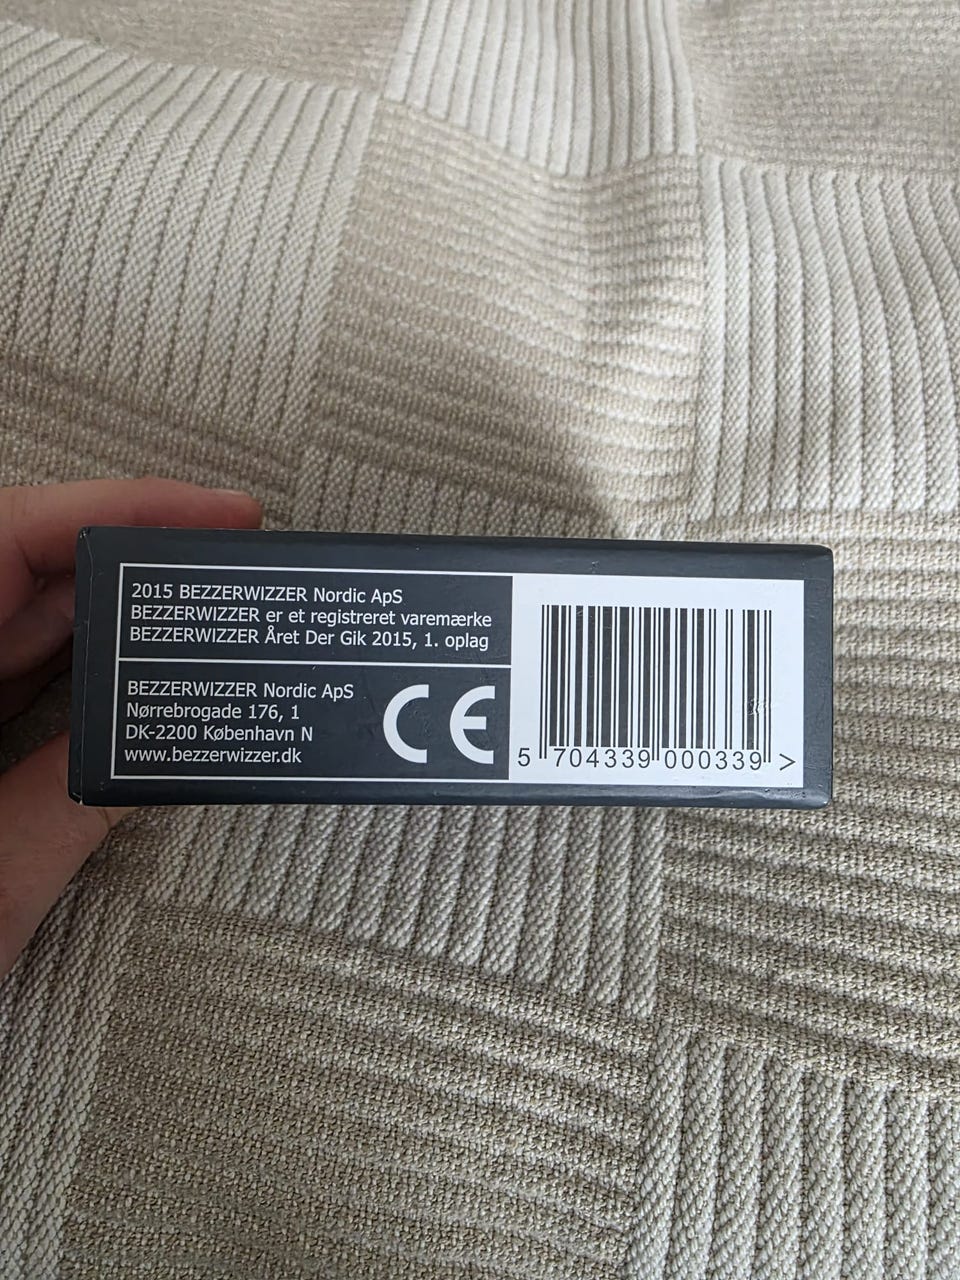 2015 BEZZERWIZZER Nordic ApS
BEZZERWIZZER er et registreret varemærke
BEZZERWIZZER Året Der Gik 2015, 1. oplag
BEZZERWIZZER Nordic ApS
Nørrebrogade 176, 1
DK-2200 København N
www.bezzerwizzer.dk
CE
5 704339 000339 >